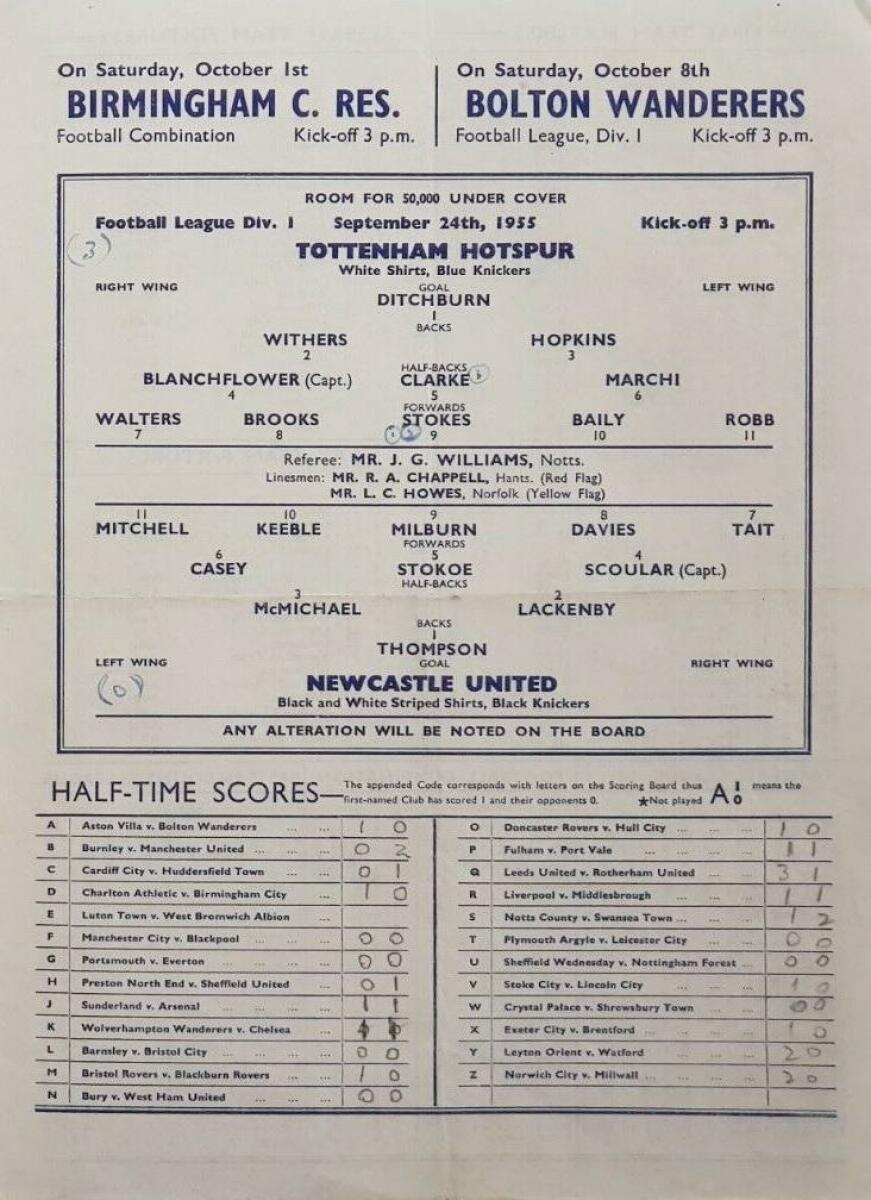 On Saturday, October 1st
BIRMINGHAM C. RES.
Football Combination Kick-off 3 p.m.
On Saturday, October 8th
BOLTON WANDERERS
Football League, Div. I Kick-off 3 p.m.
ROOM FOR 50,000 UNDER COVER
Football League Div. 1 September 24th, 1955 Kick-off 3 p.m.
(3)
TOTTENHAM HOTSPUR
White Shirts, Blue Knickers
RIGHT WING GOAL LEFT WING
DITCHBURN
1
BACKS
WITHERS HOPKINS
2 3
HALF-BACKS
BLANCHFLOWER (Capt.) CLARKE MARCHI
4 5 6
FORWARDS
WALTERS BROOKS STOKES BAILY ROBB
7 8 9 10 11
Referee: MR. J. G. WILLIAMS, Notts.
Linesmen: MR. R. A. CHAPPELL, Hants. (Red Flag)
MR. L. C. HOWES, Norfolk (Yellow Flag)
11 10 9 8 7
MITCHELL KEEBLE MILBURN DAVIES TAIT
FORWARDS
6 5 4
CASEY STOKOE SCOULAR (Capt.)
HALF-BACKS
3 2
McMICHAEL LACKENBY
BACKS
1
THOMPSON
LEFT WING GOAL RIGHT WING
(0)
NEWCASTLE UNITED
Black and White Striped Shirts, Black Knickers
ANY ALTERATION WILL BE NOTED ON THE BOARD
HALF-TIME SCORES—The appended Code corresponds with letters on the Scoring Board thus A 1 0 means the
first-named Club has scored 1 and their opponents 0. ★Not played
A Aston Villa v. Bolton Wanderers ... ... 1 0
B Burnley v. Manchester United ... ... ... 0 2
C Cardiff City v. Huddersfield Town ... 0 1
D Charlton Athletic v. Birmingham City ... 1 0
E Luton Town v. West Bromwich Albion ...
F Manchester City v. Blackpool ... ... ... 0 0
G Portsmouth v. Everton ... ... ... ... 0 0
H Preston North End v. Sheffield United ... 0 1
J Sunderland v. Arsenal ... ... ... 1 1
K Wolverhampton Wanderers v. Chelsea ...
L Barnsley v. Bristol City ... ... ... ... 0 0
M Bristol Rovers v. Blackburn Rovers ... ... 1 0
N Bury v. West Ham United ... ... ... 0 0
O Doncaster Rovers v. Hull City ... ... ... 1 0
P Fulham v. Port Vale ... ... ... 1 1
Q Leeds United v. Rotherham United ... ... 3 1
R Liverpool v. Middlesbrough ... ... 1 1
S Notts County v. Swansea Town ... ... ... 1 2
T Plymouth Argyle v. Leicester City ... ... 0 0
U Sheffield Wednesday v. Nottingham Forest ... 0 0
V Stoke City v. Lincoln City ... ... ... 1 0
W Crystal Palace v. Shrewsbury Town ... 0 0
X Exeter City v. Brentford ... ... ... 1 0
Y Leyton Orient v. Watford ... ... ... 2 0
Z Norwich City v. Millwall ... ... ... ... 2 0